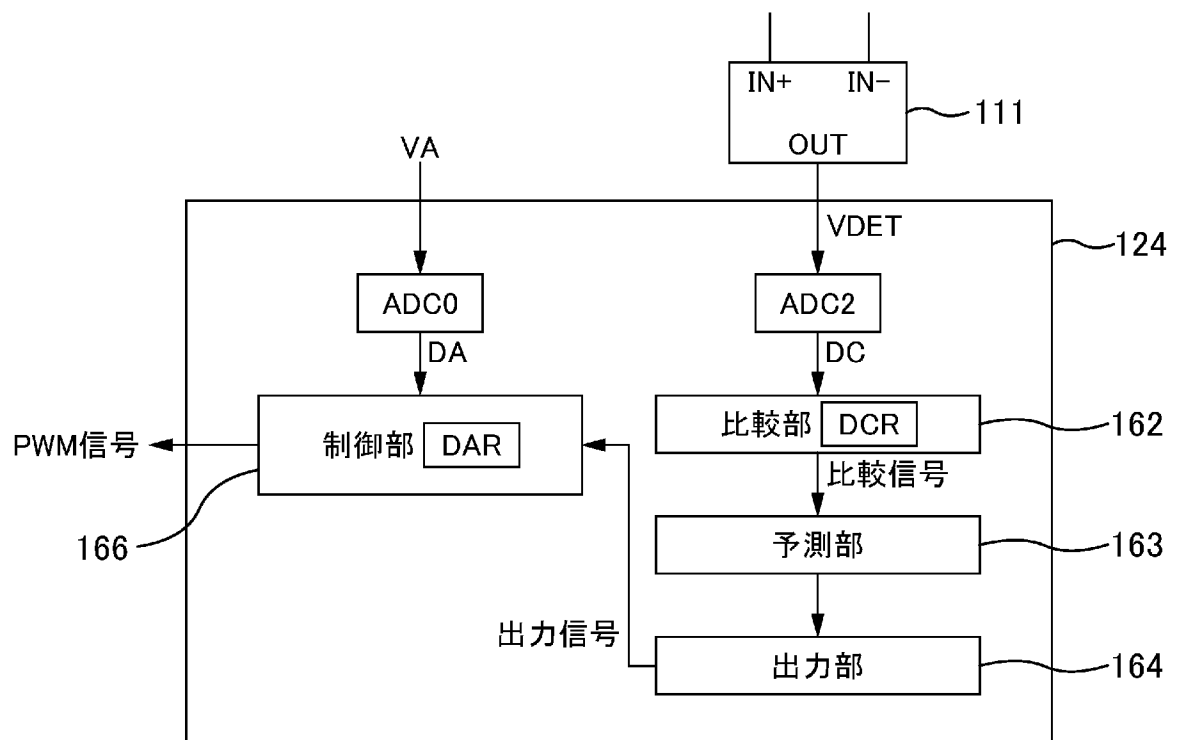 IN+ IN-
OUT
111
VA
VDET
124
ADC0
ADC2
DA
DC
制御部 DAR
比較部 DCR
162
PWM信号
比較信号
166
予測部
163
出力信号
出力部
164